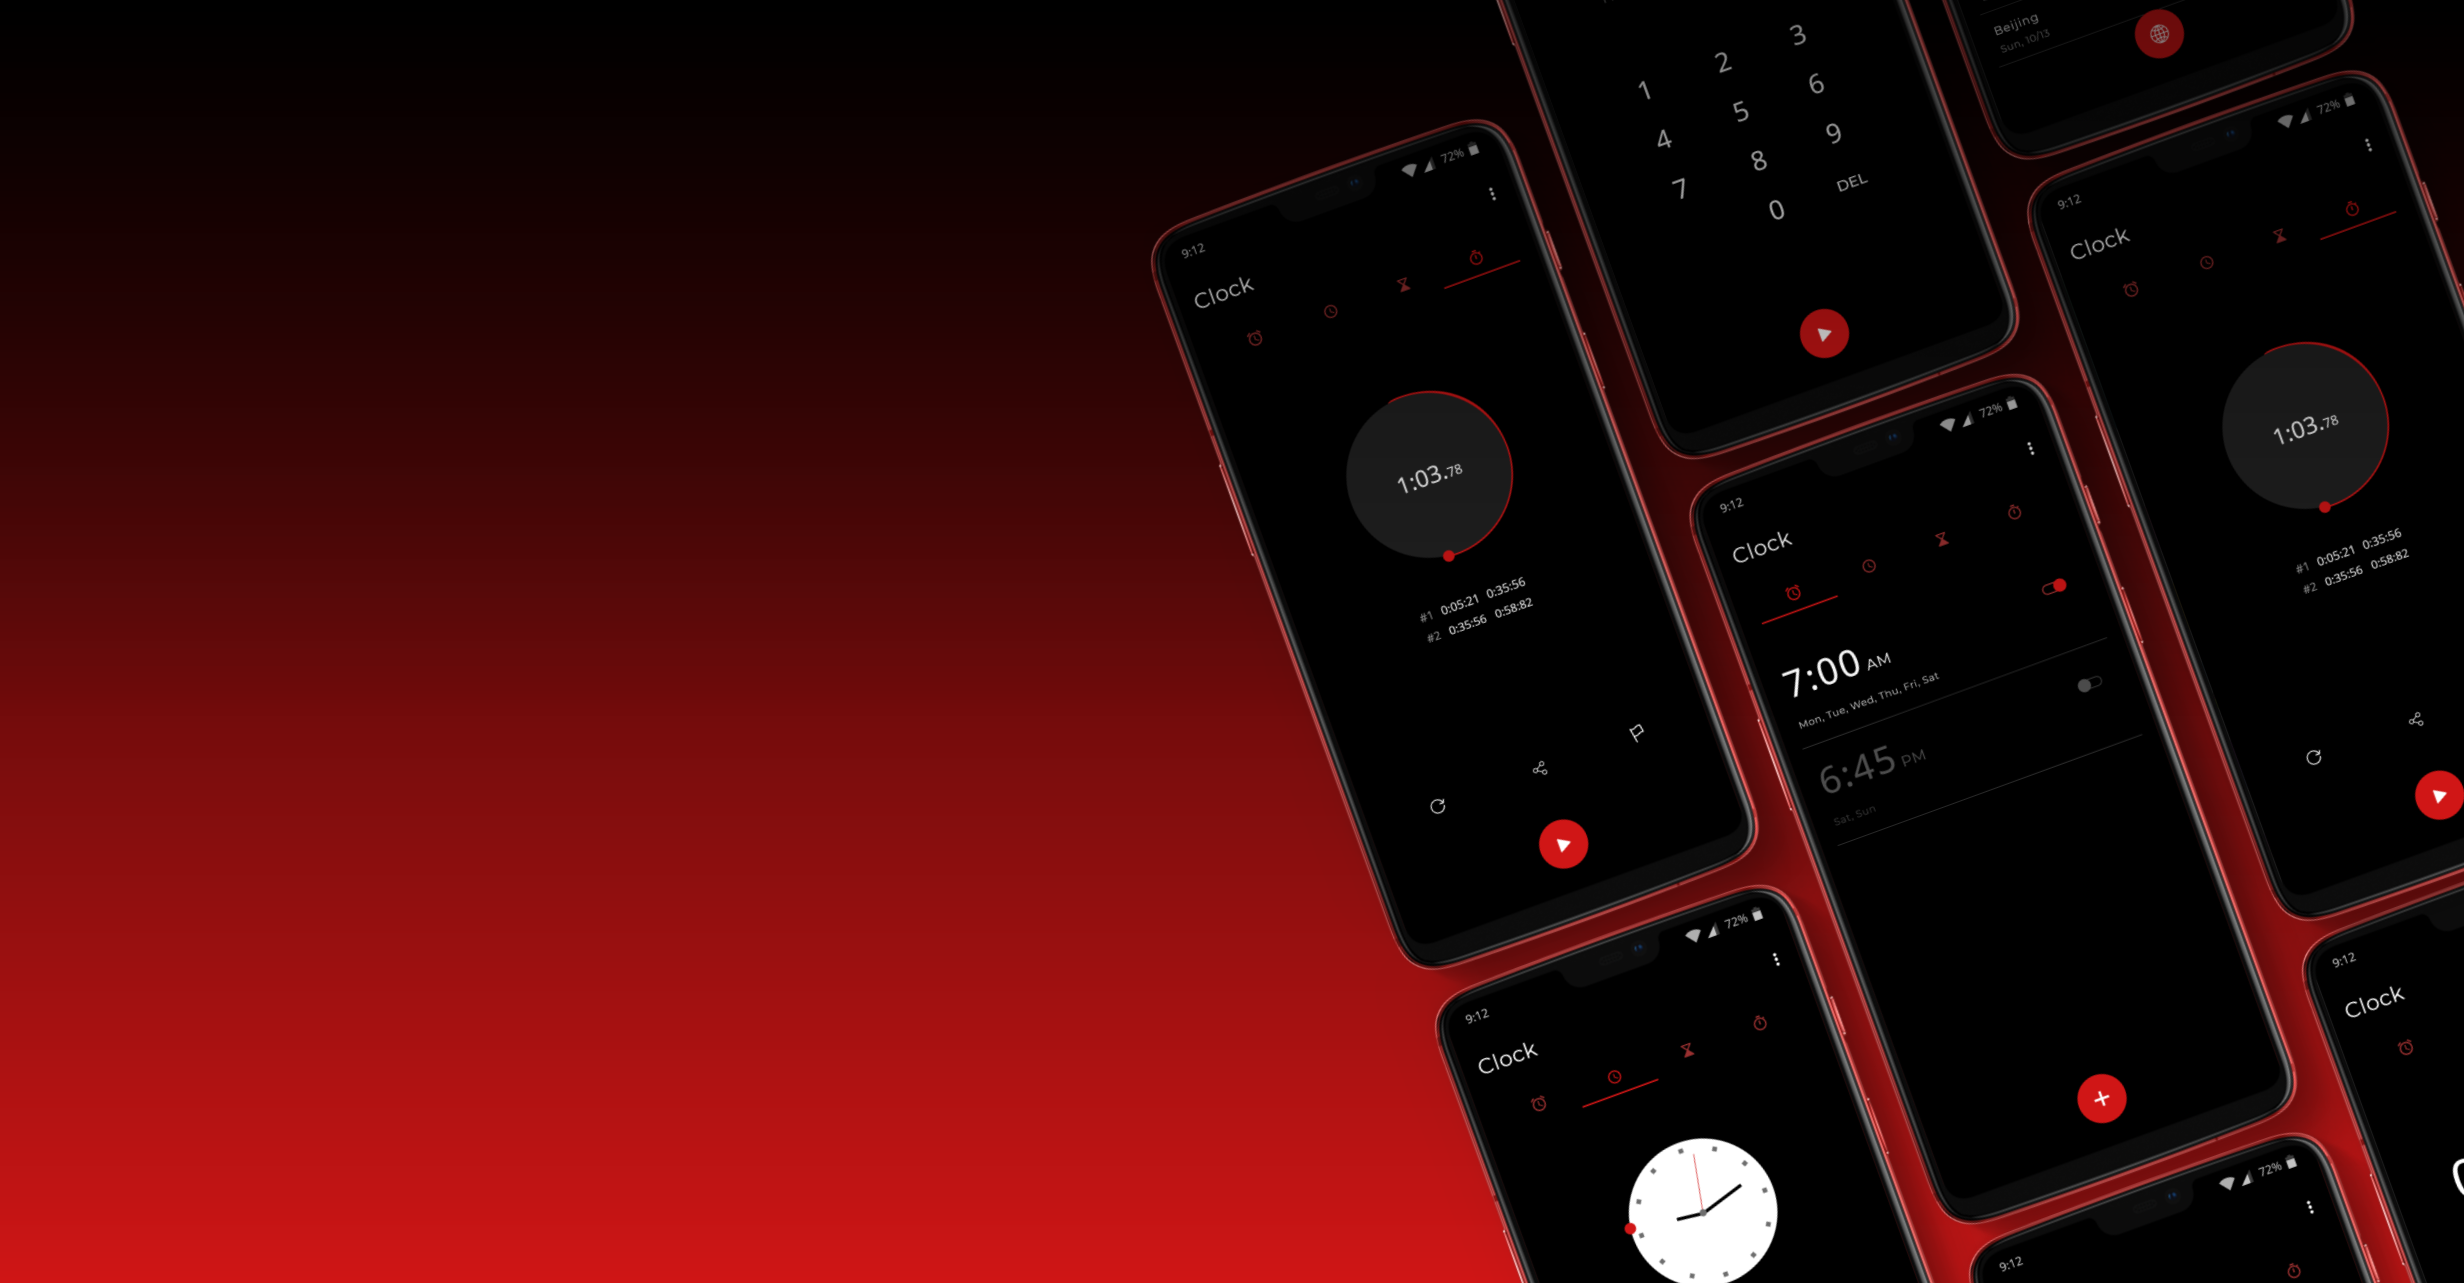 9:12
72%
Clock
1:03.78
#1 0:05:21 0:35:56
#2 0:35:56 0:58:82
1 2 3
4 5 6
7 8 9
0 DEL
Beijing
Sun, 10/13
9:12
72%
Clock
1:03.78
#1 0:05:21 0:35:56
#2 0:35:56 0:58:82
9:12
72%
Clock
7:00 AM
Mon, Tue, Wed, Thu, Fri, Sat
6:45 PM
Sat, Sun
9:12
72%
Clock
9:12
Clock
9:12
72%